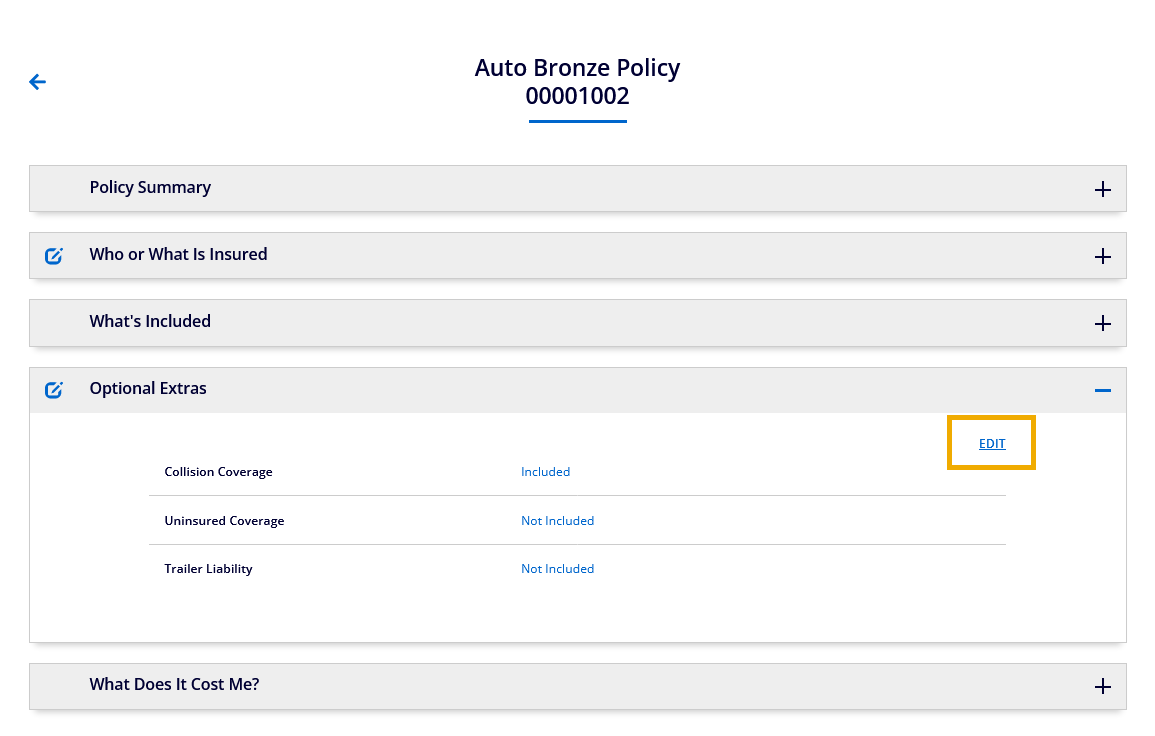 Auto Bronze Policy
00001002
Policy Summary
Who or What Is Insured
What's Included
Optional Extras
EDIT
Collision Coverage Included
Uninsured Coverage Not Included
Trailer Liability Not Included
What Does It Cost Me?